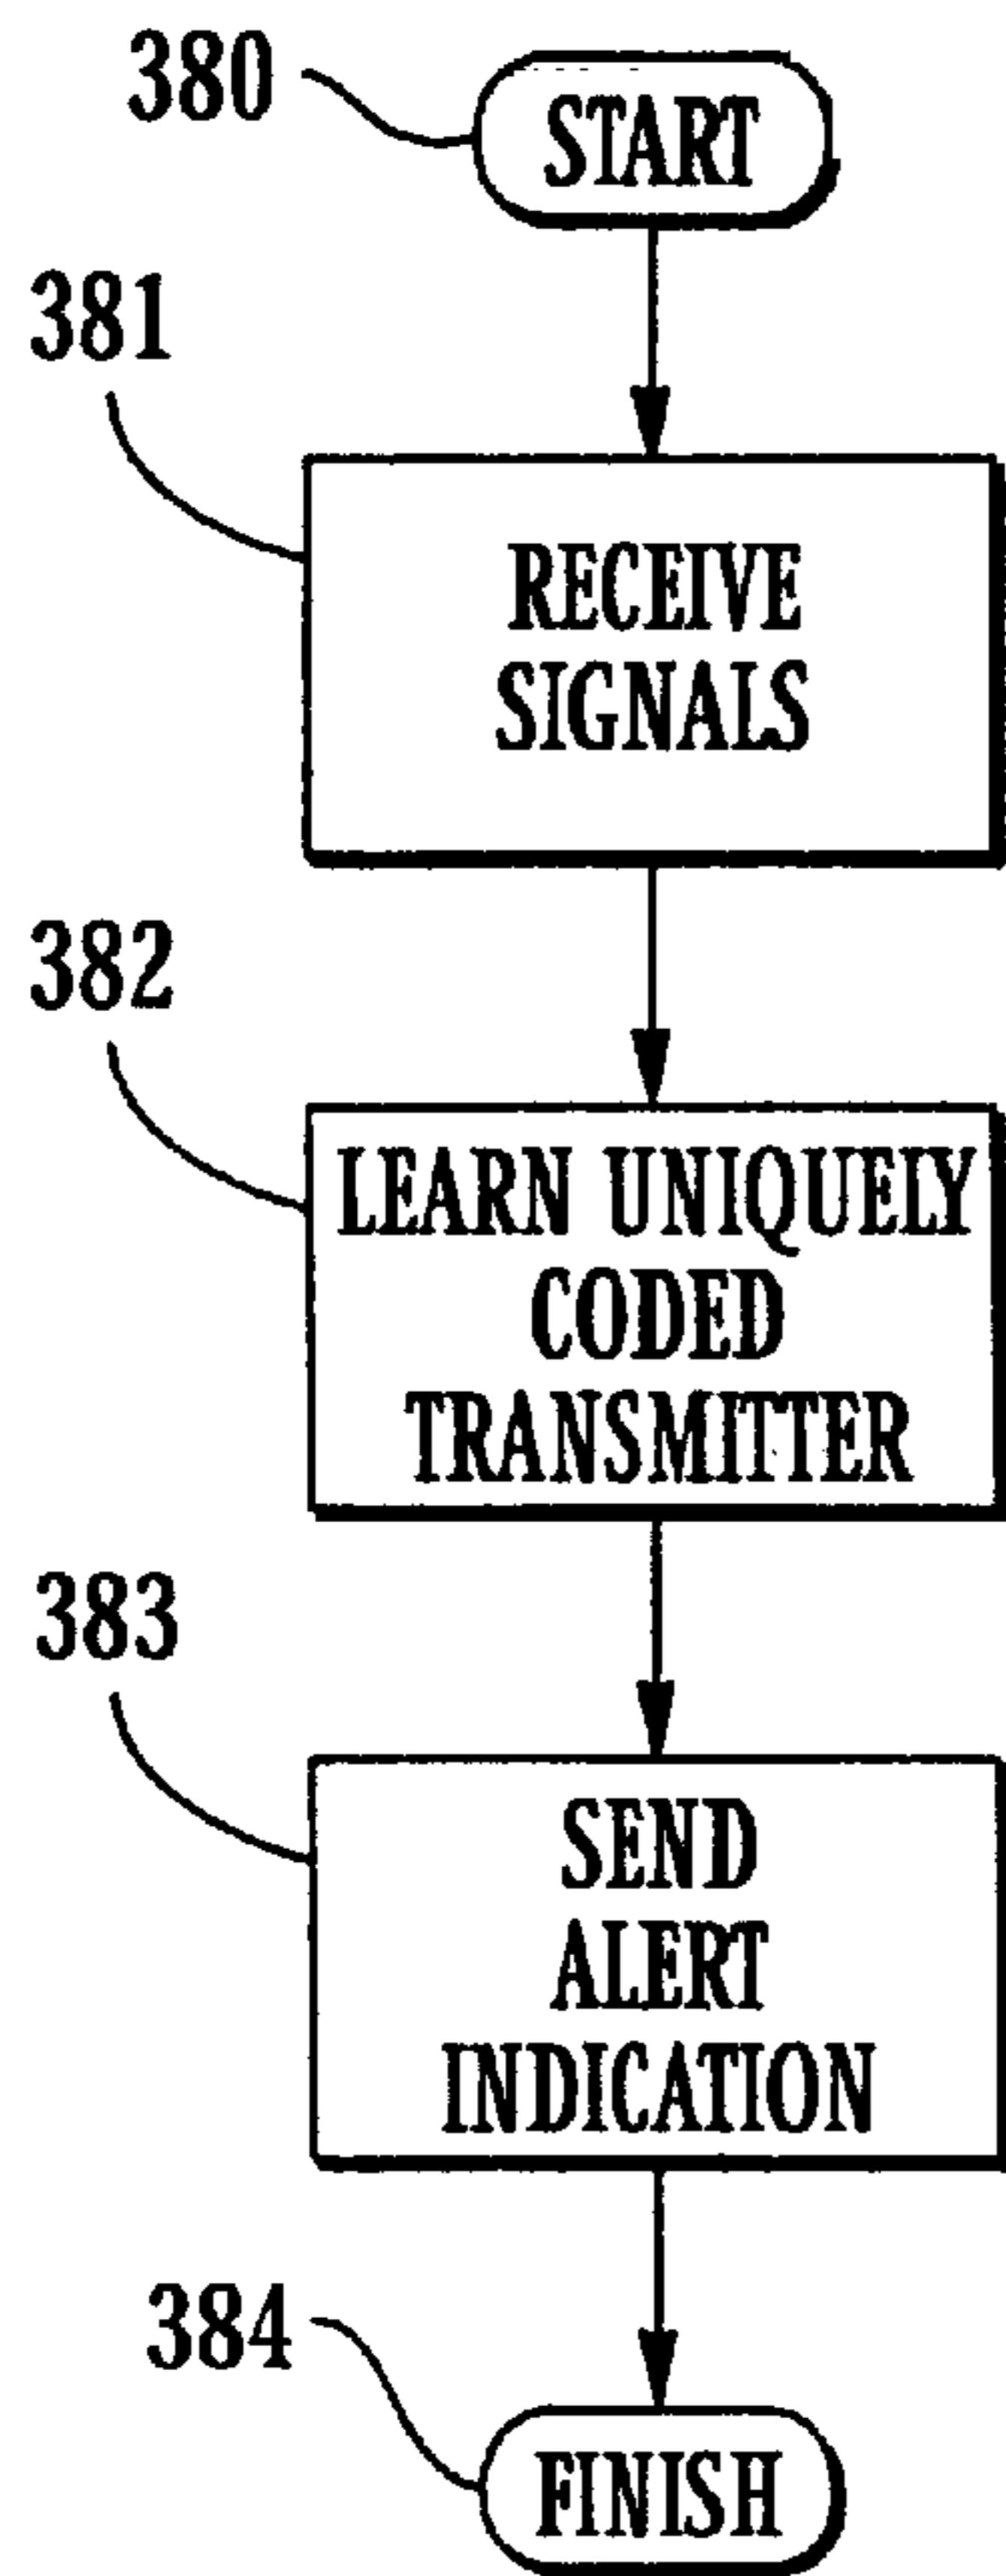 380
START
381
RECEIVE
SIGNALS
382
LEARN UNIQUELY
CODED
TRANSMITTER
383
SEND
ALERT
INDICATION
384
FINISH